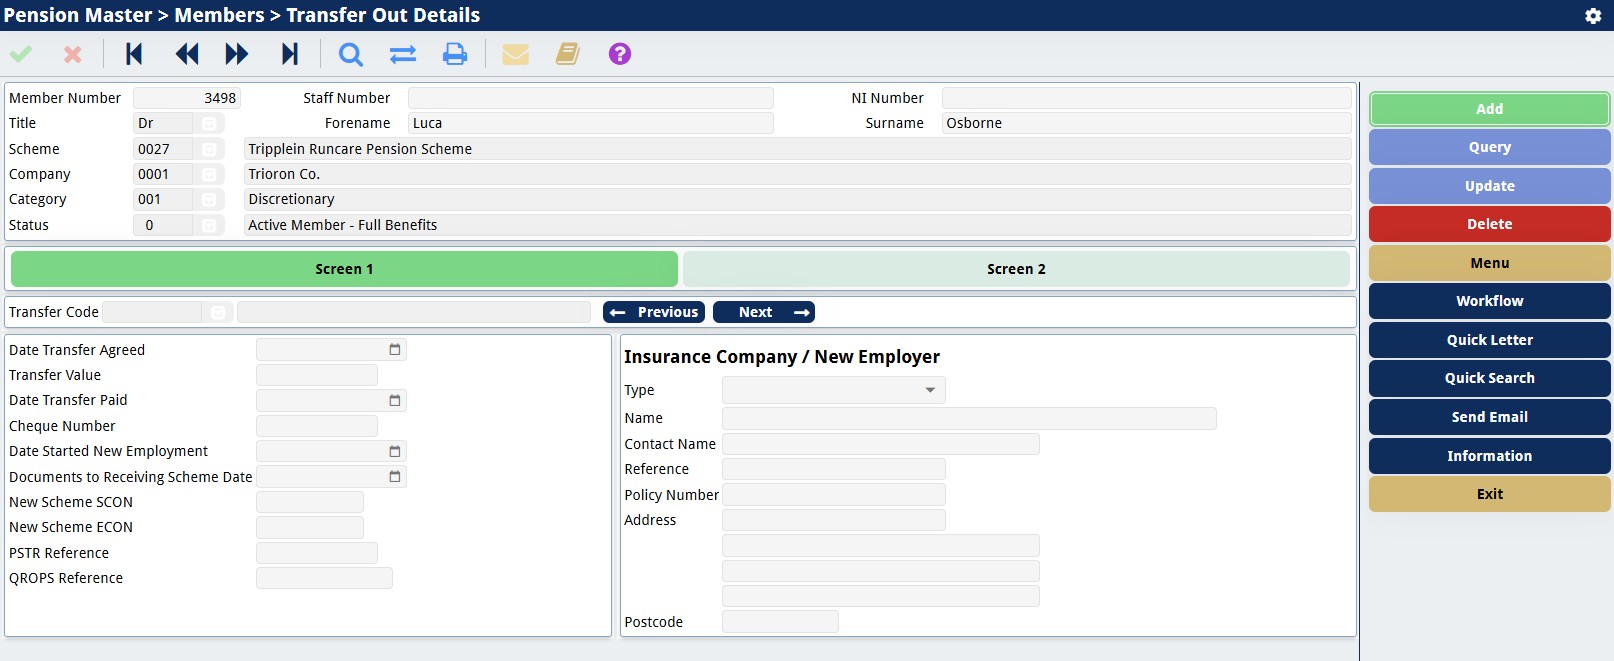 Pension Master > Members > Transfer Out Details
Member Number 3498 Staff Number NI Number
Title Dr Forename Luca Surname Osborne
Scheme 0027 Tripplein Runcare Pension Scheme
Company 0001 Trioron Co.
Category 001 Discretionary
Status 0 Active Member - Full Benefits
Screen 1 Screen 2
Transfer Code Previous Next
Date Transfer Agreed
Transfer Value
Date Transfer Paid
Cheque Number
Date Started New Employment
Documents to Receiving Scheme Date
New Scheme SCON
New Scheme ECON
PSTR Reference
QROPS Reference
Insurance Company / New Employer
Type
Name
Contact Name
Reference
Policy Number
Address
Postcode
Add
Query
Update
Delete
Menu
Workflow
Quick Letter
Quick Search
Send Email
Information
Exit